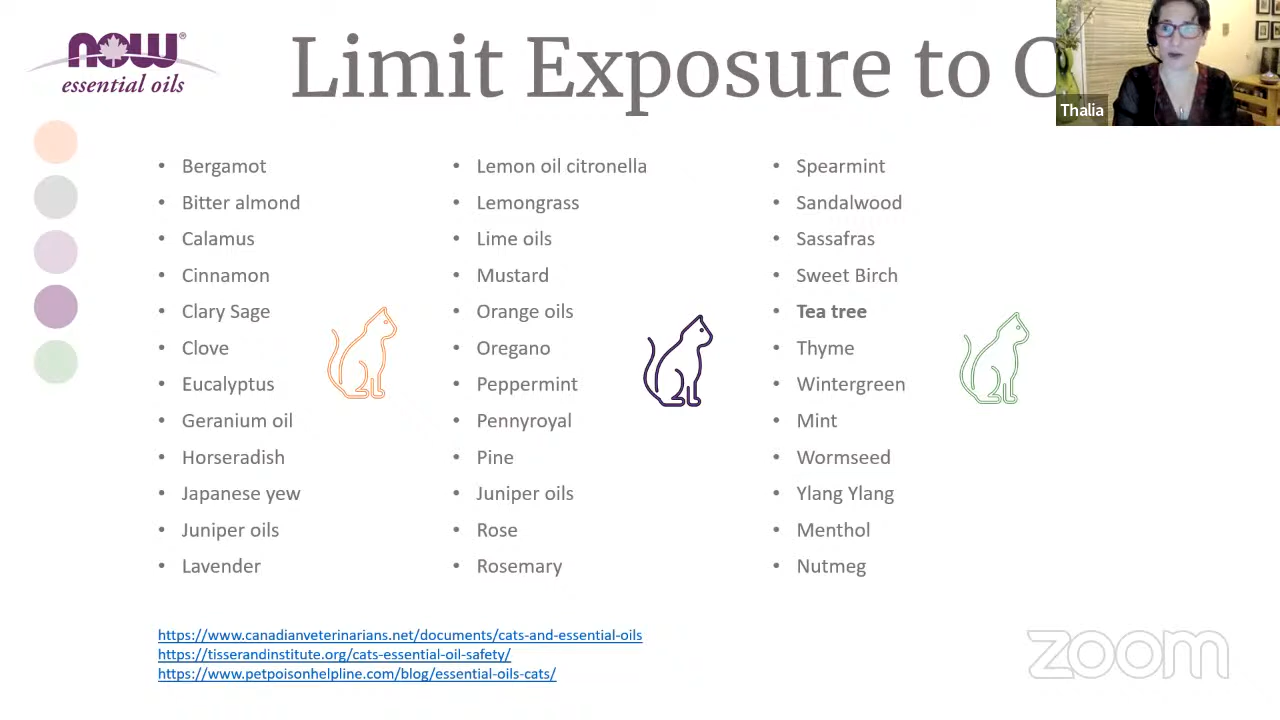 now®
essential oils
Limit Exposure to C
Thalia
Bergamot
Bitter almond
Calamus
Cinnamon
Clary Sage
Clove
Eucalyptus
Geranium oil
Horseradish
Japanese yew
Juniper oils
Lavender
Lemon oil citronella
Lemongrass
Lime oils
Mustard
Orange oils
Oregano
Peppermint
Pennyroyal
Pine
Juniper oils
Rose
Rosemary
Spearmint
Sandalwood
Sassafras
Sweet Birch
Tea tree
Thyme
Wintergreen
Mint
Wormseed
Ylang Ylang
Menthol
Nutmeg
https://www.canadianveterinarians.net/documents/cats-and-essential-oils
https://tisserandinstitute.org/cats-essential-oil-safety/
https://www.petpoisonhelpline.com/blog/essential-oils-cats/
zoom